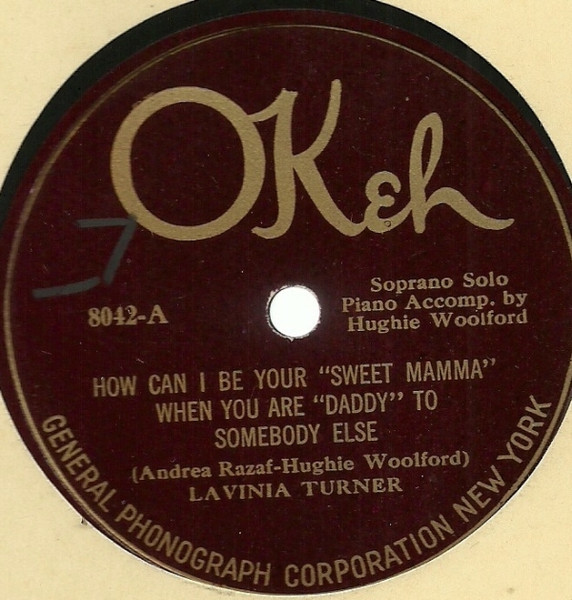 OKeh
Soprano Solo
Piano Accomp. by
Hughie Woolford
8042-A
HOW CAN I BE YOUR "SWEET MAMMA"
WHEN YOU ARE "DADDY" TO
SOMEBODY ELSE
(Andrea Razaf-Hughie Woolford)
LAVINIA TURNER
GENERAL PHONOGRAPH CORPORATION NEW YORK